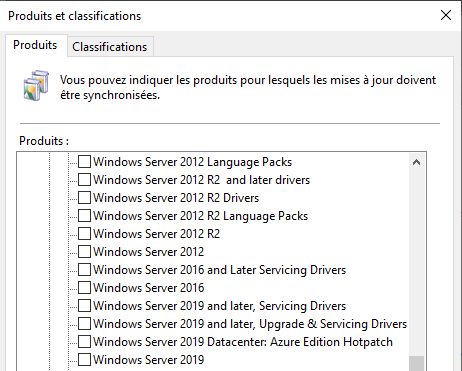 Produits et classifications
Produits
Classifications
Vous pouvez indiquer les produits pour lesquels les mises à jour doivent
être synchronisées.
Produits :
Windows Server 2012 Language Packs
Windows Server 2012 R2  and later drivers
Windows Server 2012 R2 Drivers
Windows Server 2012 R2 Language Packs
Windows Server 2012 R2
Windows Server 2012
Windows Server 2016 and Later Servicing Drivers
Windows Server 2016
Windows Server 2019 and later, Servicing Drivers
Windows Server 2019 and later, Upgrade & Servicing Drivers
Windows Server 2019 Datacenter: Azure Edition Hotpatch
Windows Server 2019